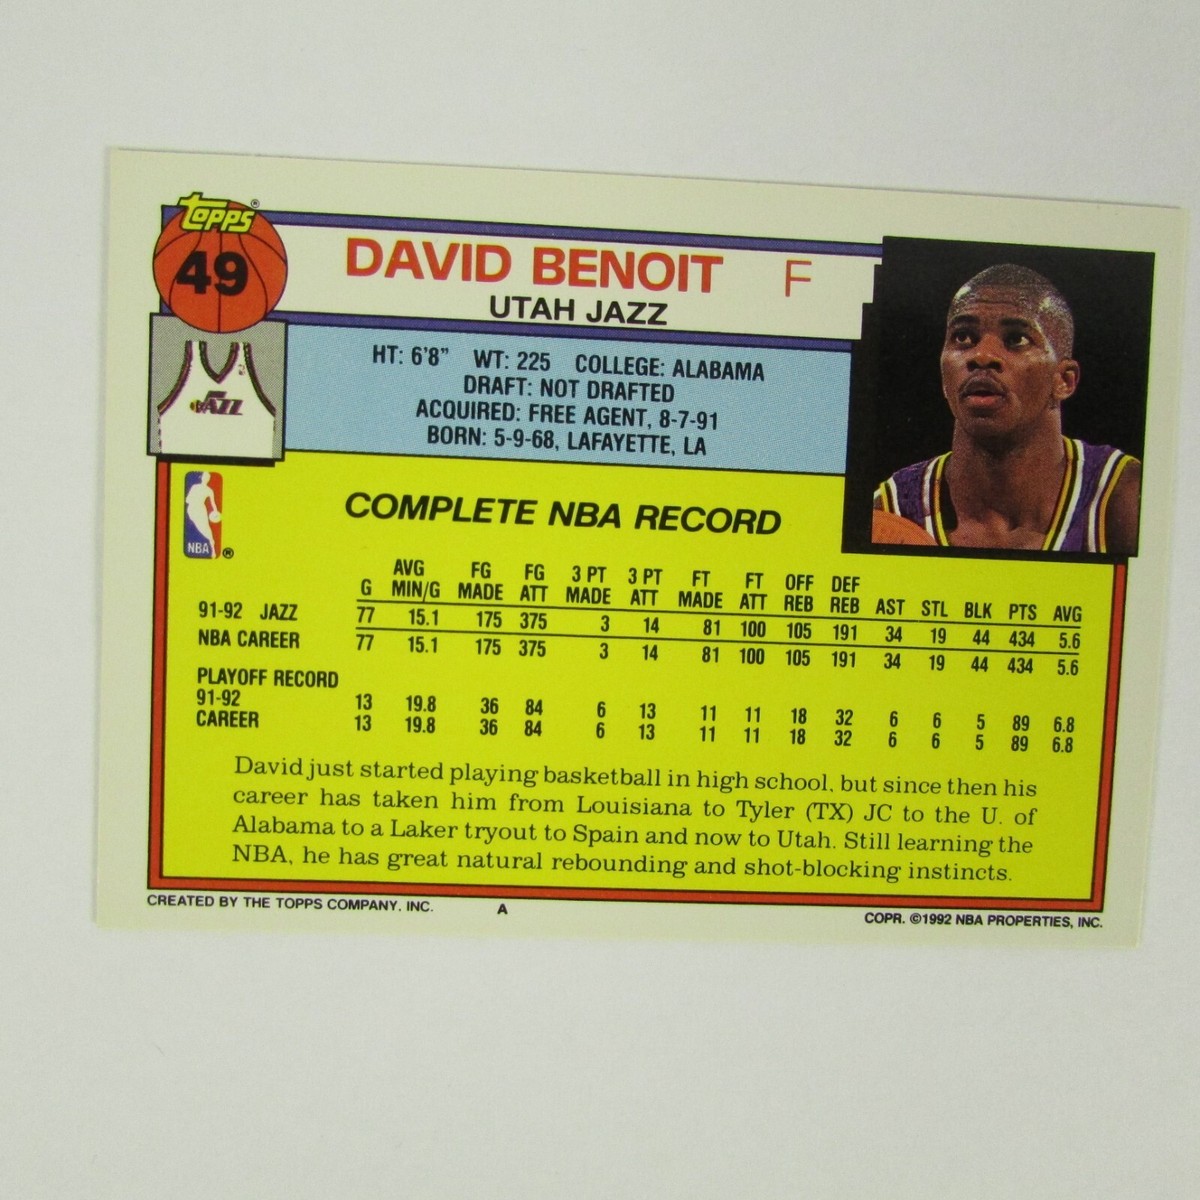 topps®
49
DAVID BENOIT F
UTAH JAZZ
JAZZ
HT: 6'8" WT: 225 COLLEGE: ALABAMA
DRAFT: NOT DRAFTED
ACQUIRED: FREE AGENT, 8-7-91
BORN: 5-9-68, LAFAYETTE, LA
NBA ®
COMPLETE NBA RECORD
G AVG MIN/G FG MADE FG ATT 3 PT MADE 3 PT ATT FT MADE FT ATT OFF REB DEF REB AST STL BLK PTS AVG
91-92 JAZZ 77 15.1 175 375 3 14 81 100 105 191 34 19 44 434 5.6
NBA CAREER 77 15.1 175 375 3 14 81 100 105 191 34 19 44 434 5.6
PLAYOFF RECORD
91-92 13 19.8 36 84 6 13 11 11 18 32 6 6 5 89 6.8
CAREER 13 19.8 36 84 6 13 11 11 18 32 6 6 5 89 6.8
David just started playing basketball in high school, but since then his
career has taken him from Louisiana to Tyler (TX) JC to the U. of
Alabama to a Laker tryout to Spain and now to Utah. Still learning the
NBA, he has great natural rebounding and shot-blocking instincts.
CREATED BY THE TOPPS COMPANY, INC. A COPR. ©1992 NBA PROPERTIES, INC.